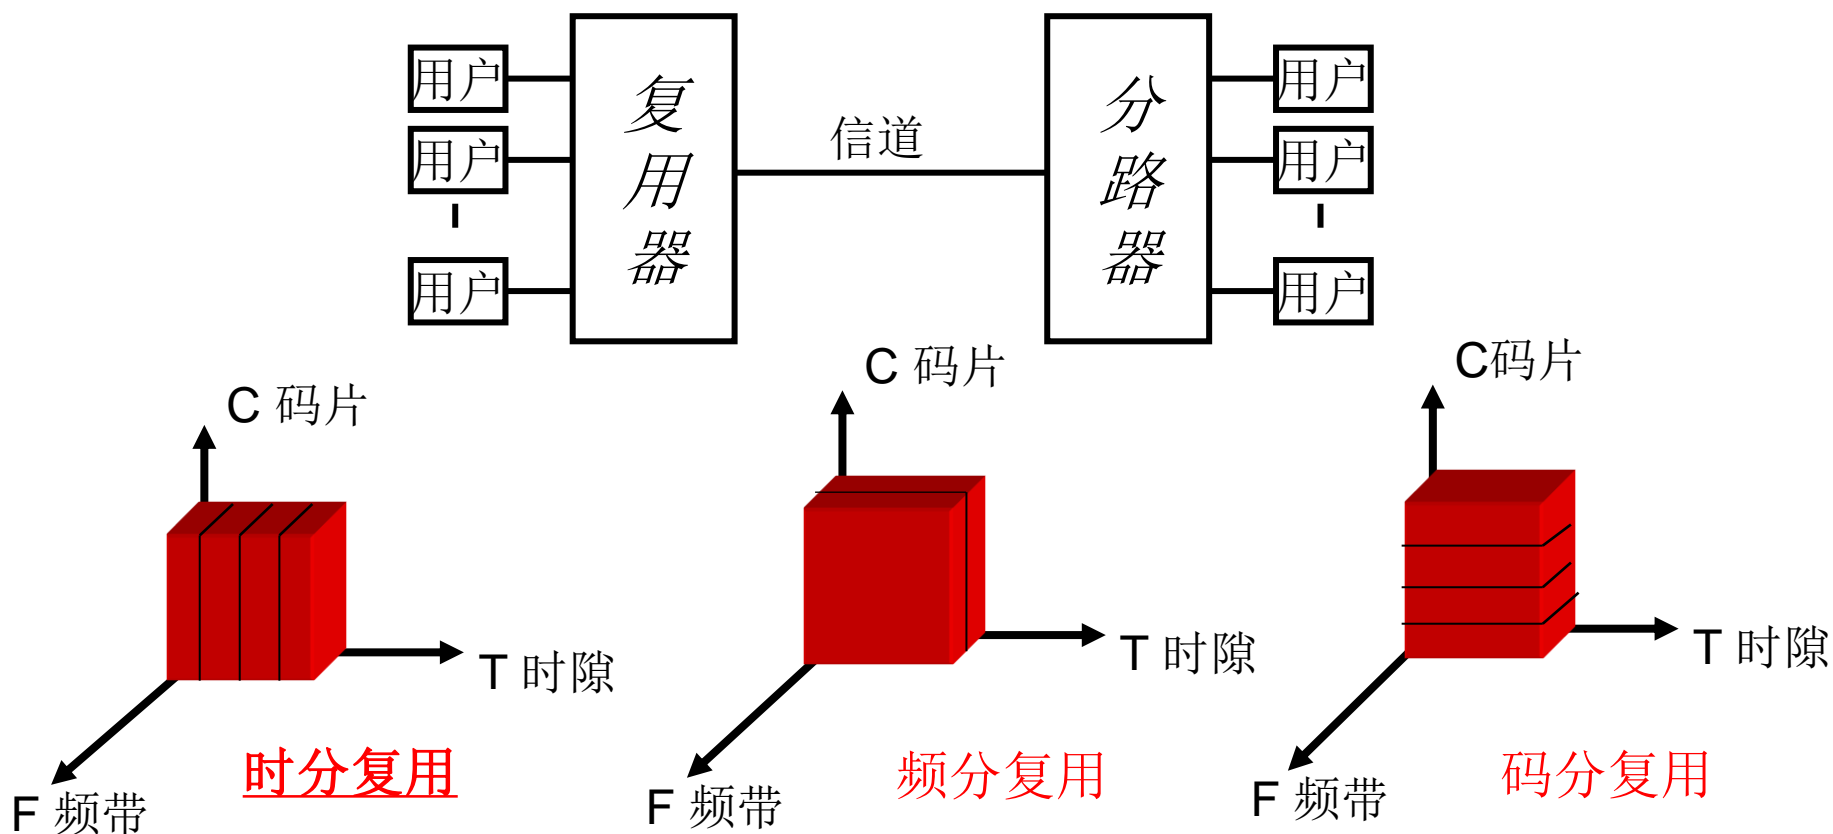 用户
用户
用户
复用器
信道
分路器
用户
用户
用户
C 码片
T 时隙
F 频带
时分复用
C 码片
T 时隙
F 频带
频分复用
C码片
T 时隙
F 频带
码分复用